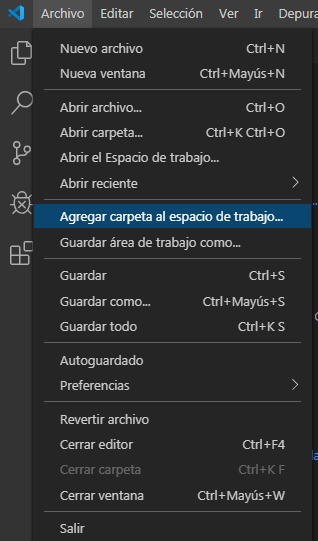 Archivo Editar Selección Ver Ir Depura
Nuevo archivo Ctrl+N
Nueva ventana Ctrl+Mayús+N
Abrir archivo... Ctrl+O
Abrir carpeta... Ctrl+K Ctrl+O
Abrir el Espacio de trabajo...
Abrir reciente
Agregar carpeta al espacio de trabajo...
Guardar área de trabajo como...
Guardar Ctrl+S
Guardar como... Ctrl+Mayús+S
Guardar todo Ctrl+K S
Autoguardado
Preferencias
Revertir archivo
Cerrar editor Ctrl+F4
Cerrar carpeta Ctrl+K F
Cerrar ventana Ctrl+Mayús+W
Salir